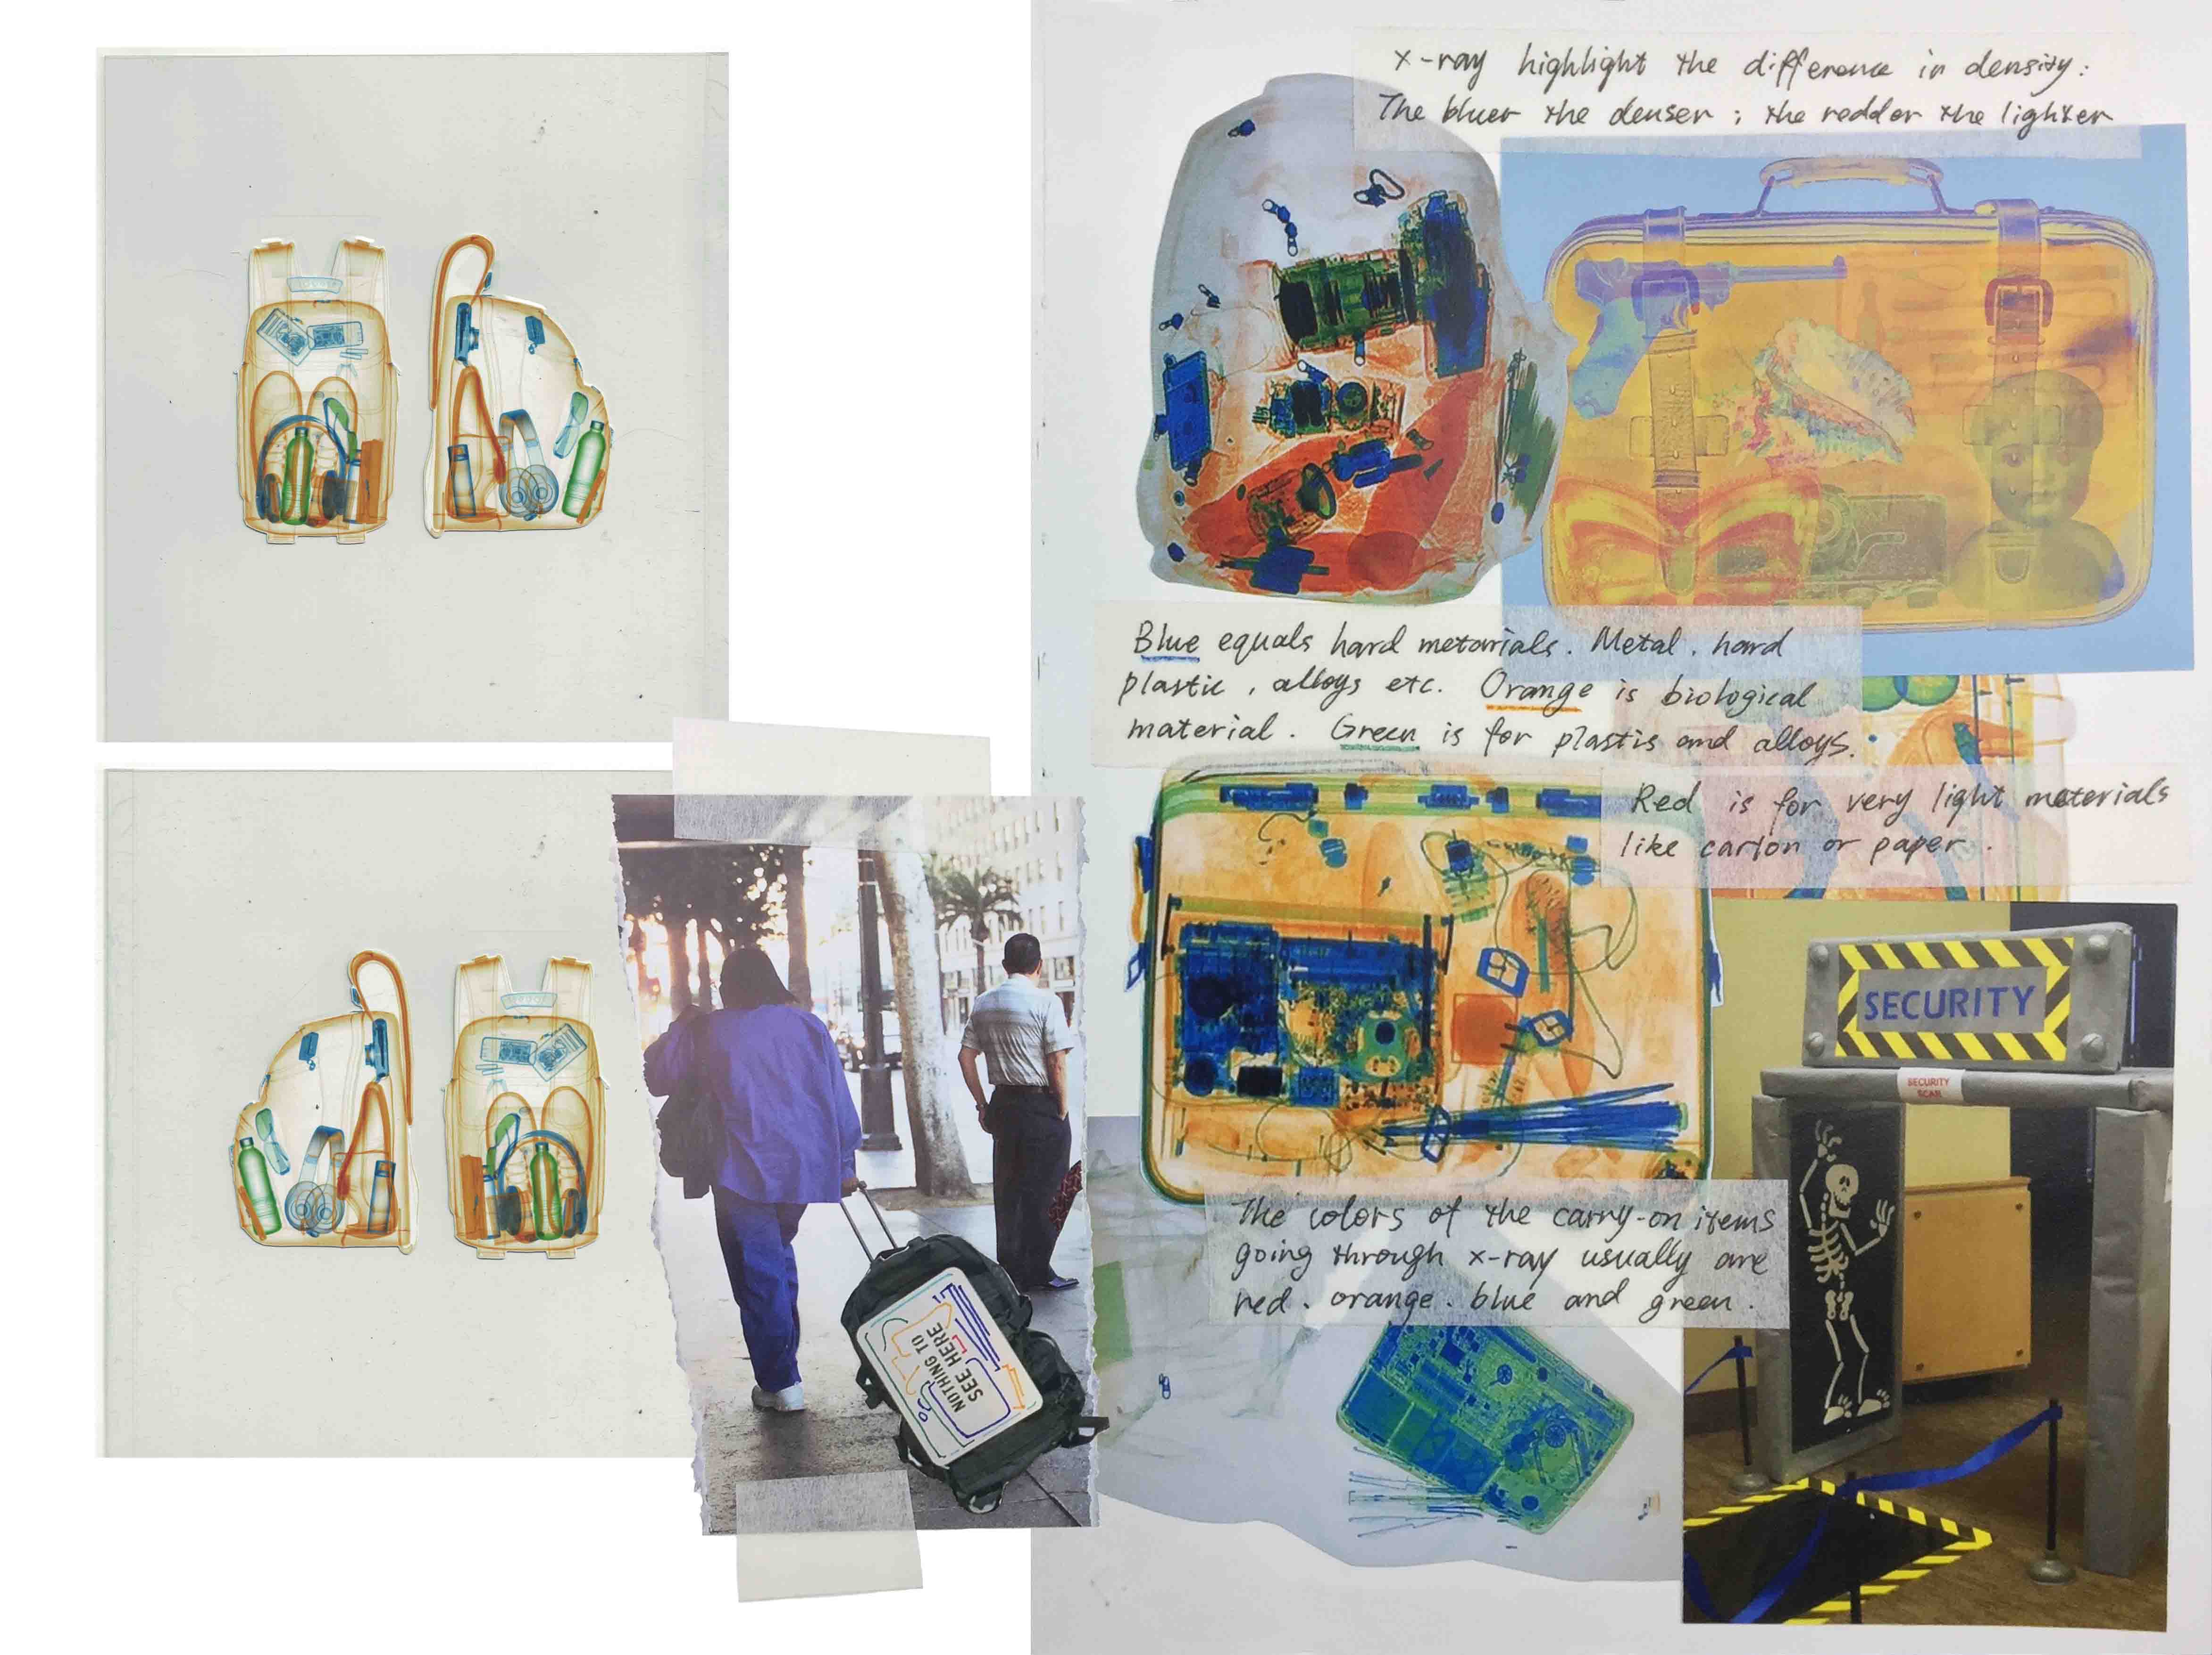 x-ray highlight the difference in density:
The bluer the denser; the redder the lighter
Blue equals hard metarials. Metal, hard
plastic, alloys etc. Orange is biological
material. Green is for plastis and alloys.
Red is for very light materials
like carton or paper.
SECURITY
SECURITY
SCAN
NOTHING TO
SEE HERE
The colors of the carry-on items
going through x-ray usually are
red. orange. blue and green.